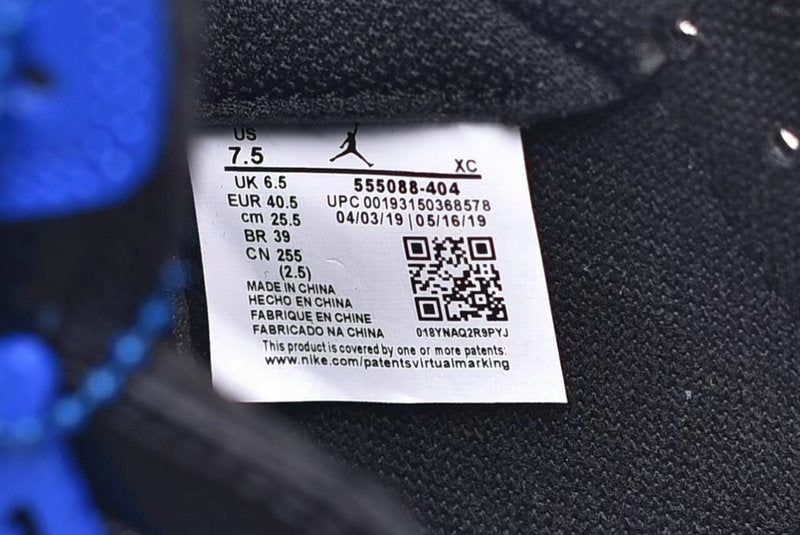 US
7.5
XC
UK 6.5
EUR 40.5
cm 25.5
BR 39
CN 255
(2.5)
555088-404
UPC 00193150368578
04/03/19 | 05/16/19
MADE IN CHINA
HECHO EN CHINA
FABRIQUE EN CHINE
FABRICADO NA CHINA
018YNAQ2R9PYJ
This product is covered by one or more patents:
www.nike.com/patentsvirtualmarking